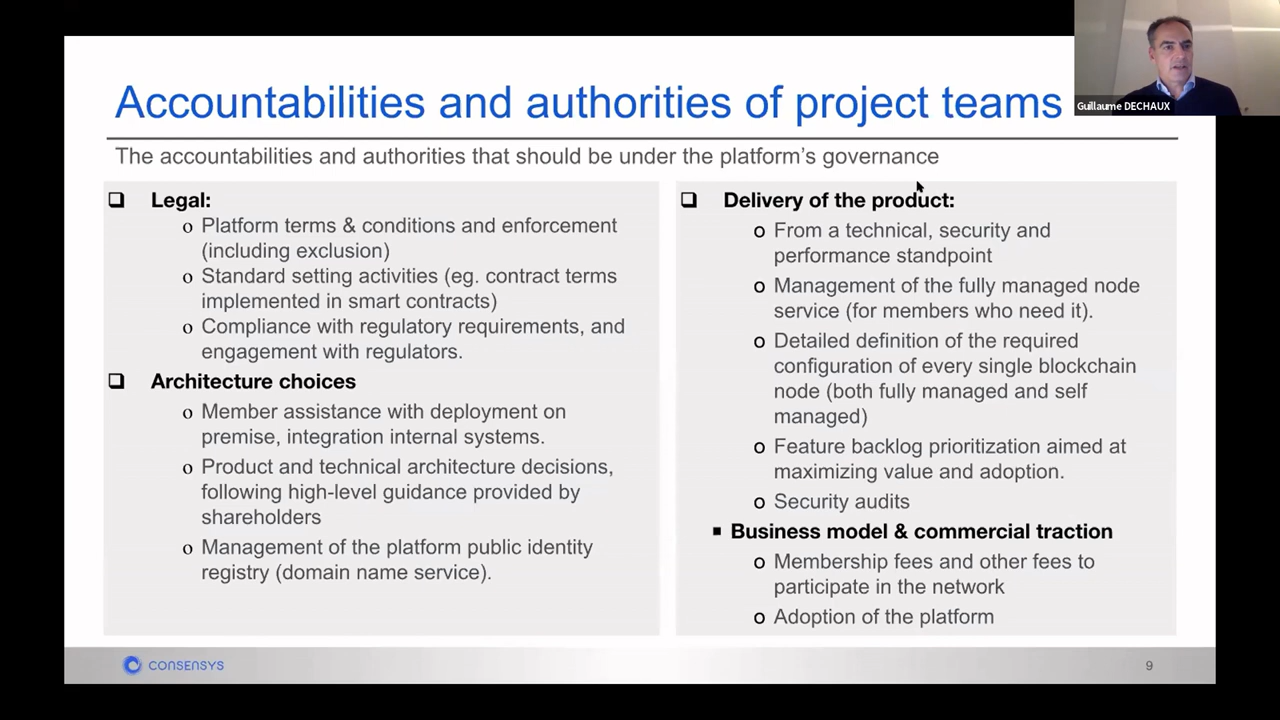 Accountabilities and authorities of project teams
Guillaume DECHAUX
The accountabilities and authorities that should be under the platform's governance
❑ Legal:
o Platform terms & conditions and enforcement
(including exclusion)
o Standard setting activities (eg. contract terms
implemented in smart contracts)
o Compliance with regulatory requirements, and
engagement with regulators.
❑ Architecture choices
o Member assistance with deployment on
premise, integration internal systems.
o Product and technical architecture decisions,
following high-level guidance provided by
shareholders
o Management of the platform public identity
registry (domain name service).
❑ Delivery of the product:
o From a technical, security and
performance standpoint
o Management of the fully managed node
service (for members who need it).
o Detailed definition of the required
configuration of every single blockchain
node (both fully managed and self
managed)
o Feature backlog prioritization aimed at
maximizing value and adoption.
o Security audits
▪ Business model & commercial traction
o Membership fees and other fees to
participate in the network
o Adoption of the platform
CONSENSYS
9